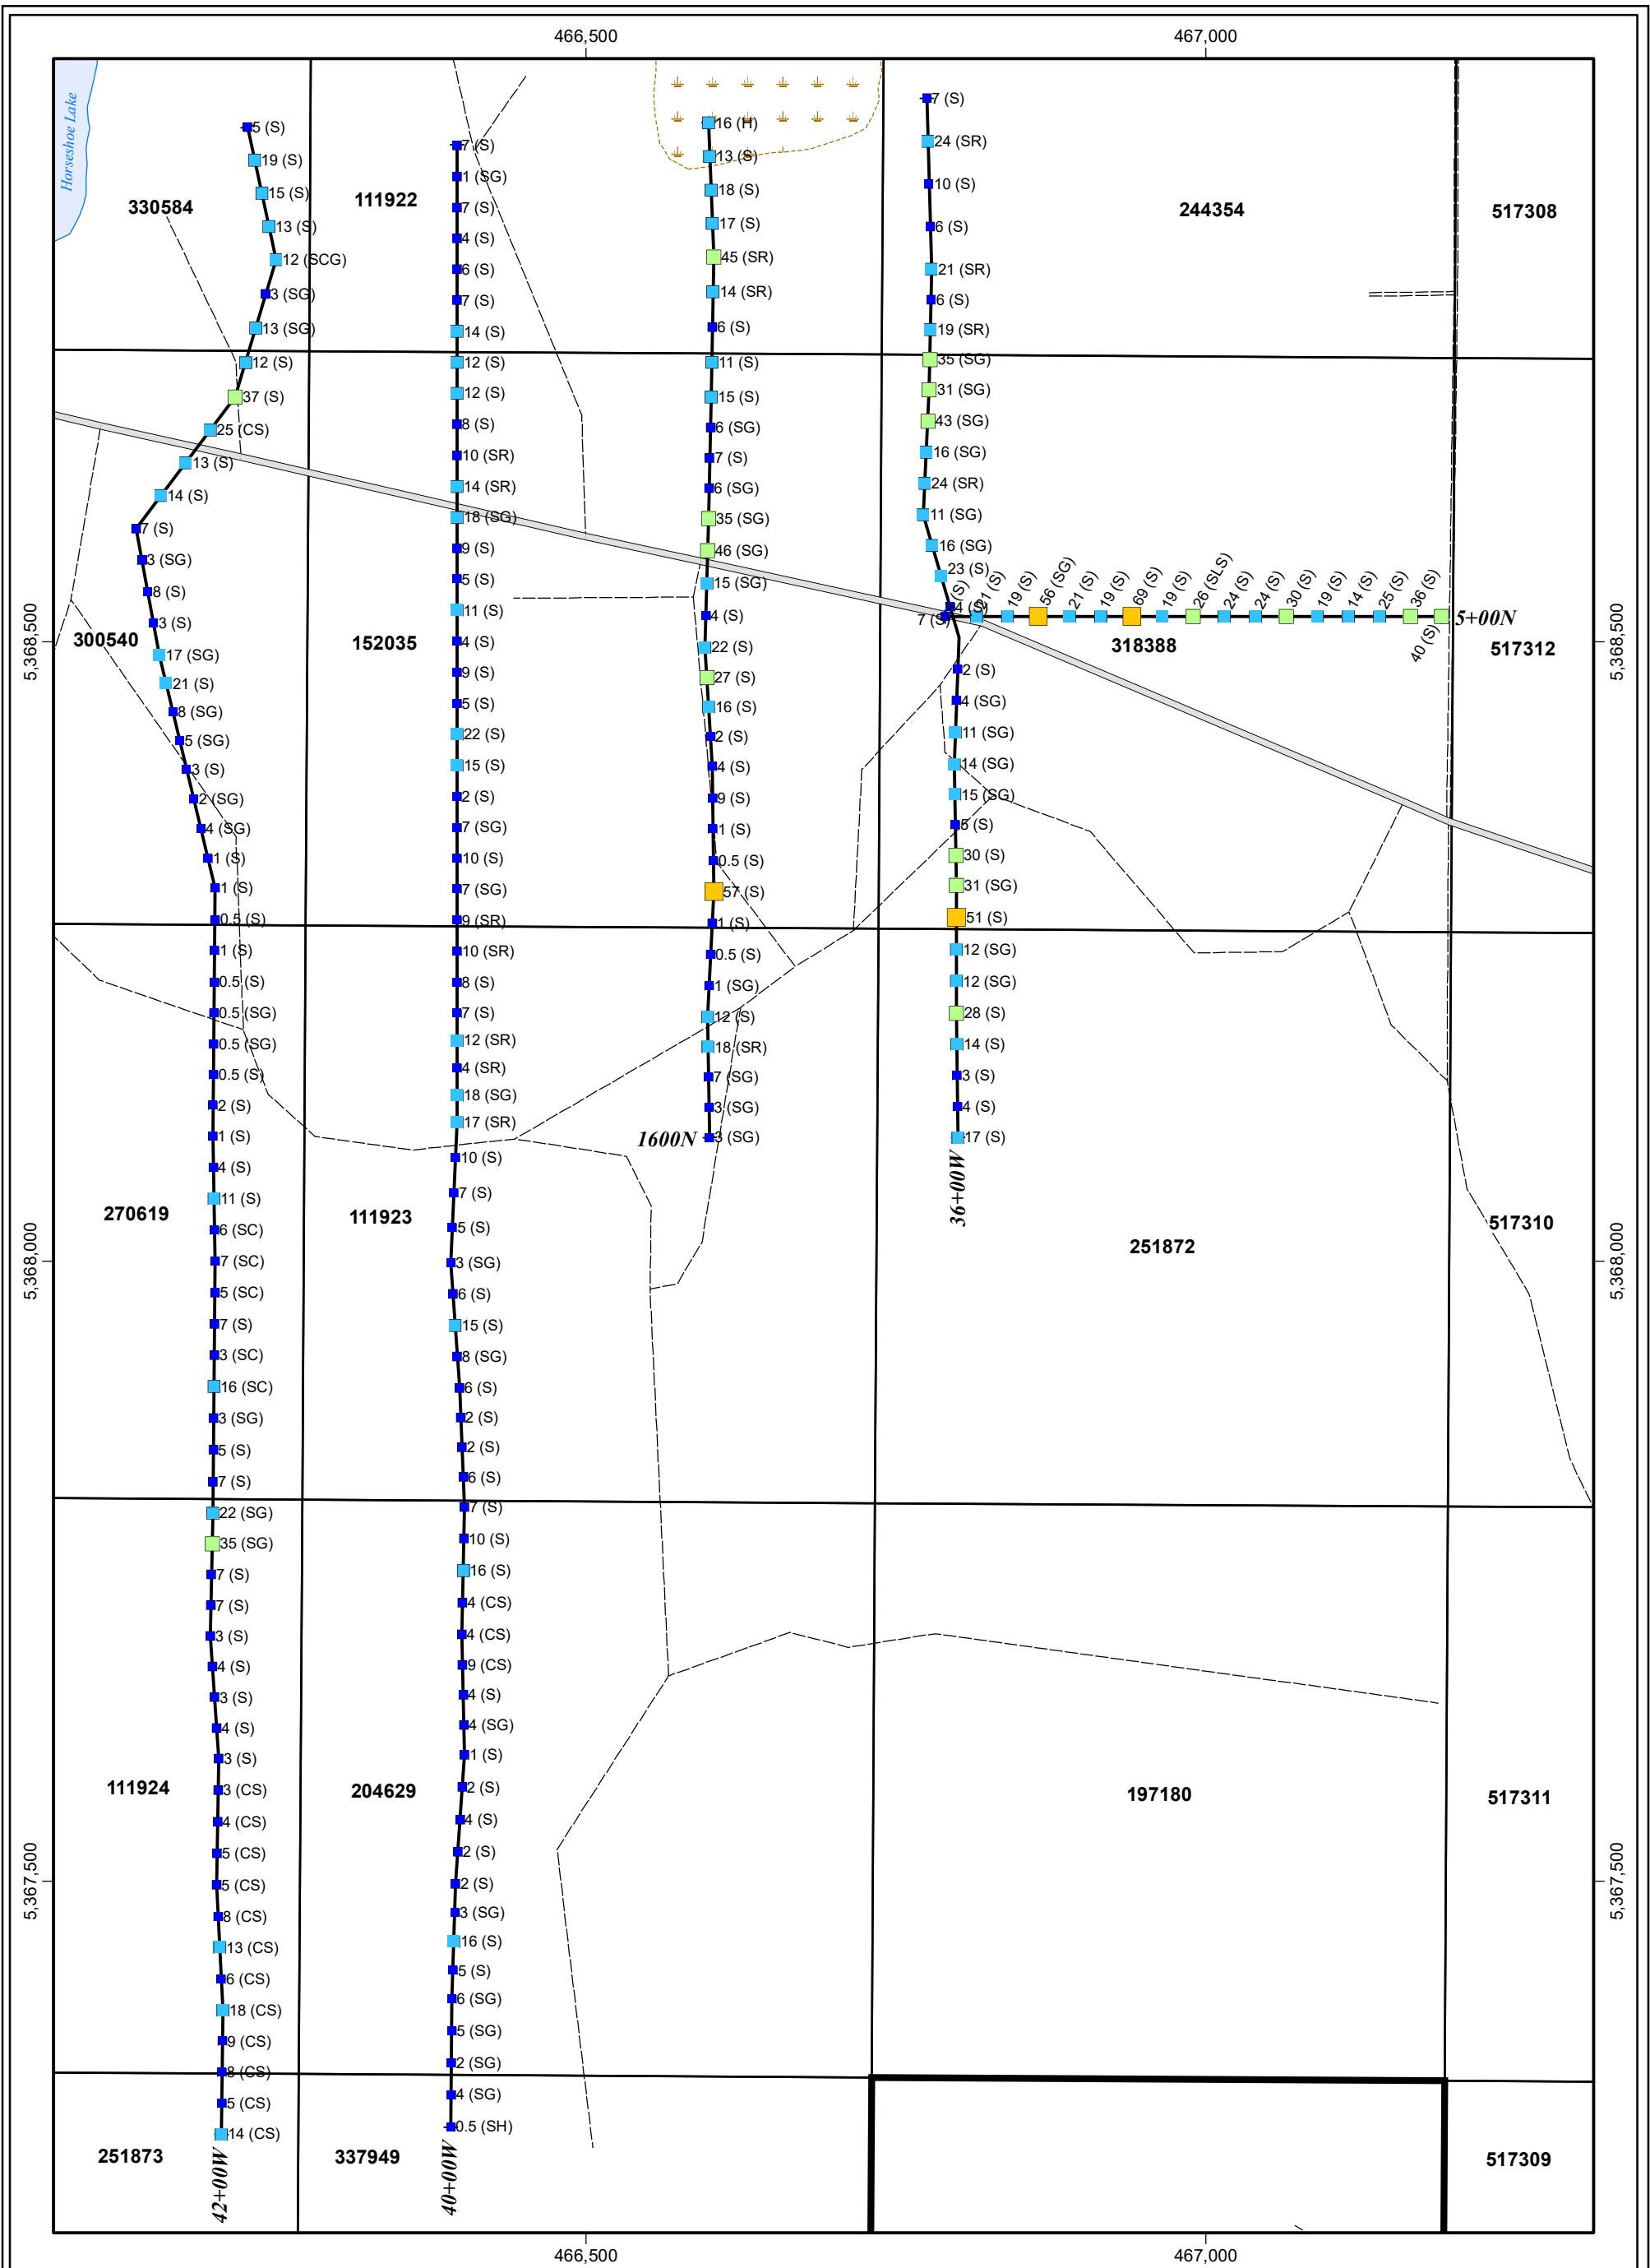 466,500 467,000
Horseshoe Lake
330584
111922
244354
517308
5 (S)
19 (S)
15 (S)
13 (S)
12 (SCG)
3 (SG)
13 (SG)
12 (S)
37 (S)
25 (CS)
13 (S)
14 (S)
7 (S)
3 (SG)
8 (S)
3 (S)
17 (SG)
21 (S)
8 (SG)
5 (SG)
3 (S)
2 (SG)
4 (SG)
1 (S)
1 (S)
0.5 (S)
1 (S)
0.5 (S)
0.5 (SG)
0.5 (SG)
0.5 (S)
2 (S)
1 (S)
4 (S)
11 (S)
6 (SC)
7 (SC)
5 (SC)
7 (S)
3 (SC)
16 (SC)
3 (SG)
5 (S)
7 (S)
22 (SG)
35 (SG)
7 (S)
7 (S)
3 (S)
4 (S)
3 (S)
4 (S)
3 (S)
3 (CS)
4 (CS)
5 (CS)
5 (CS)
8 (CS)
13 (CS)
6 (CS)
18 (CS)
9 (CS)
8 (CS)
5 (CS)
14 (CS)
42+00W
7 (S)
1 (SG)
7 (S)
4 (S)
6 (S)
7 (S)
14 (S)
12 (S)
12 (S)
8 (S)
10 (SR)
14 (SR)
18 (SG)
9 (S)
5 (S)
11 (S)
4 (S)
9 (S)
5 (S)
22 (S)
15 (S)
2 (S)
7 (SG)
10 (S)
7 (SG)
9 (SR)
10 (SR)
8 (S)
7 (S)
12 (SR)
4 (SR)
18 (SG)
17 (SR)
10 (S)
7 (S)
5 (S)
3 (SG)
6 (S)
15 (S)
8 (SG)
6 (S)
2 (S)
2 (S)
6 (S)
7 (S)
10 (S)
16 (S)
4 (CS)
4 (CS)
9 (CS)
4 (S)
4 (SG)
1 (S)
2 (S)
4 (S)
2 (S)
2 (S)
3 (SG)
16 (S)
5 (S)
6 (SG)
5 (SG)
2 (SG)
4 (SG)
0.5 (SH)
40+00W
16 (H)
13 (S)
18 (S)
17 (S)
45 (SR)
14 (SR)
6 (S)
11 (S)
15 (S)
6 (SG)
7 (S)
6 (SG)
35 (SG)
46 (SG)
15 (SG)
4 (S)
22 (S)
27 (S)
16 (S)
2 (S)
4 (S)
9 (S)
1 (S)
0.5 (S)
57 (S)
1 (S)
0.5 (S)
1 (SG)
12 (S)
18 (SR)
7 (SG)
3 (SG)
1600N 3 (SG)
7 (S)
24 (SR)
10 (S)
6 (S)
21 (SR)
6 (S)
19 (SR)
35 (SG)
31 (SG)
43 (SG)
16 (SG)
24 (SR)
11 (SG)
16 (SG)
23 (S)
4 (S)
2 (S)
4 (SG)
11 (SG)
14 (SG)
15 (SG)
5 (S)
30 (S)
31 (SG)
51 (S)
12 (SG)
12 (SG)
28 (S)
14 (S)
3 (S)
4 (S)
17 (S)
36+00W
7 (S)
(S)
21 (S)
19 (S)
56 (SG)
21 (S)
19 (S)
69 (S)
19 (S)
26 (SLS)
24 (S)
24 (S)
30 (S)
19 (S)
14 (S)
25 (S)
36 (S)
40 (S)
5+00N
5,368,500
300540
152035
318388
517312
5,368,500
5,368,000
270619
111923
251872
517310
5,368,000
111924
204629
197180
517311
5,367,500
5,367,500
251873
337949
517309
466,500 467,000